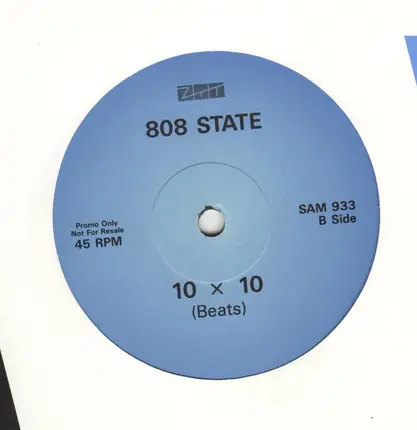 ZTT
808 STATE
Promo Only
Not For Resale
45 RPM
SAM 933
B Side
10 × 10
(Beats)